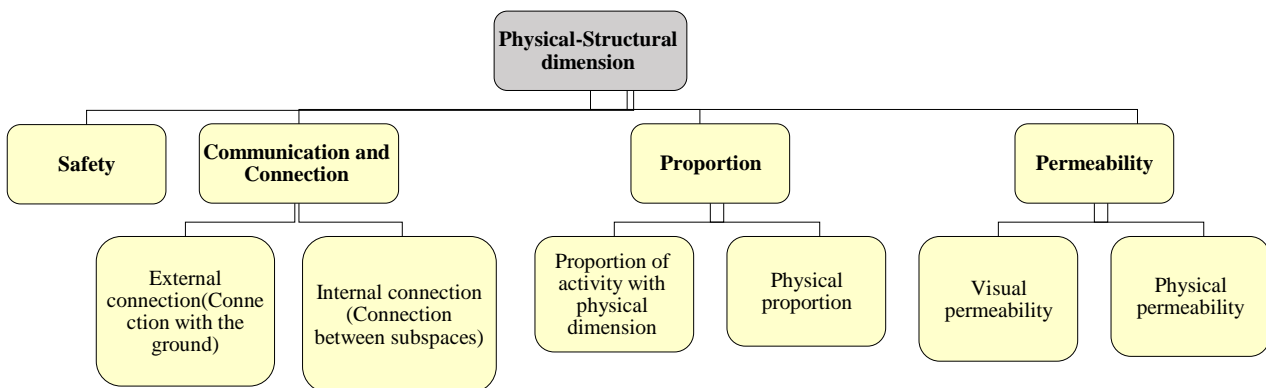 Physical-Structural
dimension
Safety
Communication and
Connection
Proportion
Permeability
External
connection(Conne
ction with the
ground)
Internal connection
(Connection
between subspaces)
Proportion of
activity with
physical
dimension
Physical
proportion
Visual
permeability
Physical
permeability